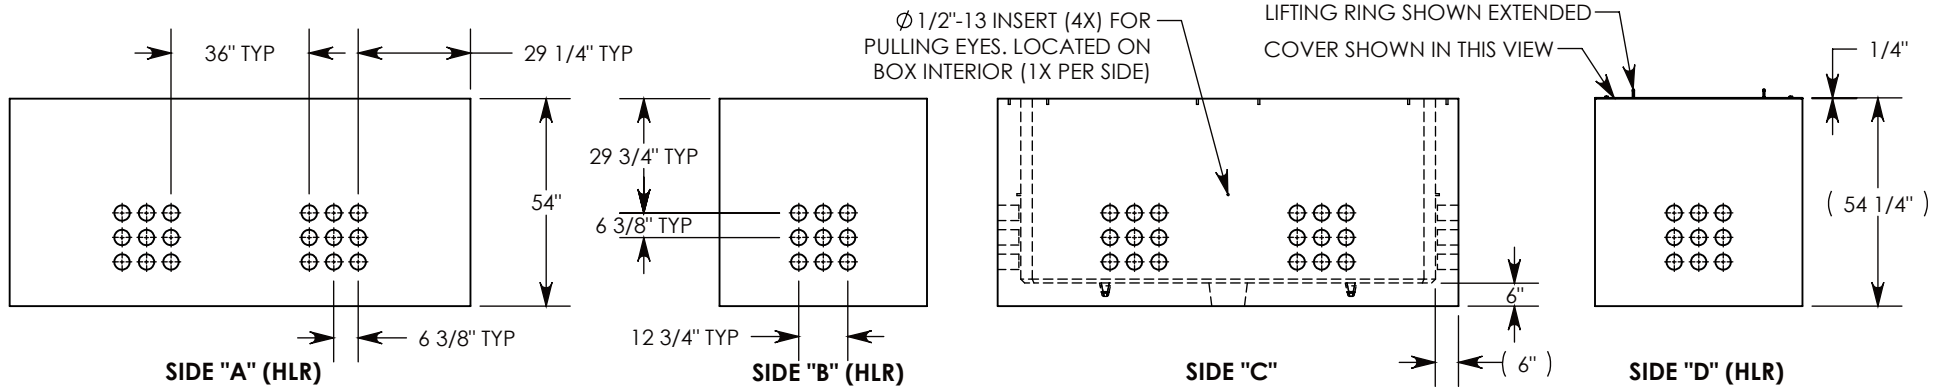 36" TYP
29 1/4" TYP
54"
6 3/8" TYP
SIDE "A" (HLR)
29 3/4" TYP
6 3/8" TYP
12 3/4" TYP
SIDE "B" (HLR)
Ø 1/2"-13 INSERT (4X) FOR
PULLING EYES. LOCATED ON
BOX INTERIOR (1X PER SIDE)
6"
( 6" )
SIDE "C"
LIFTING RING SHOWN EXTENDED
COVER SHOWN IN THIS VIEW
1/4"
( 54 1/4" )
SIDE "D" (HLR)